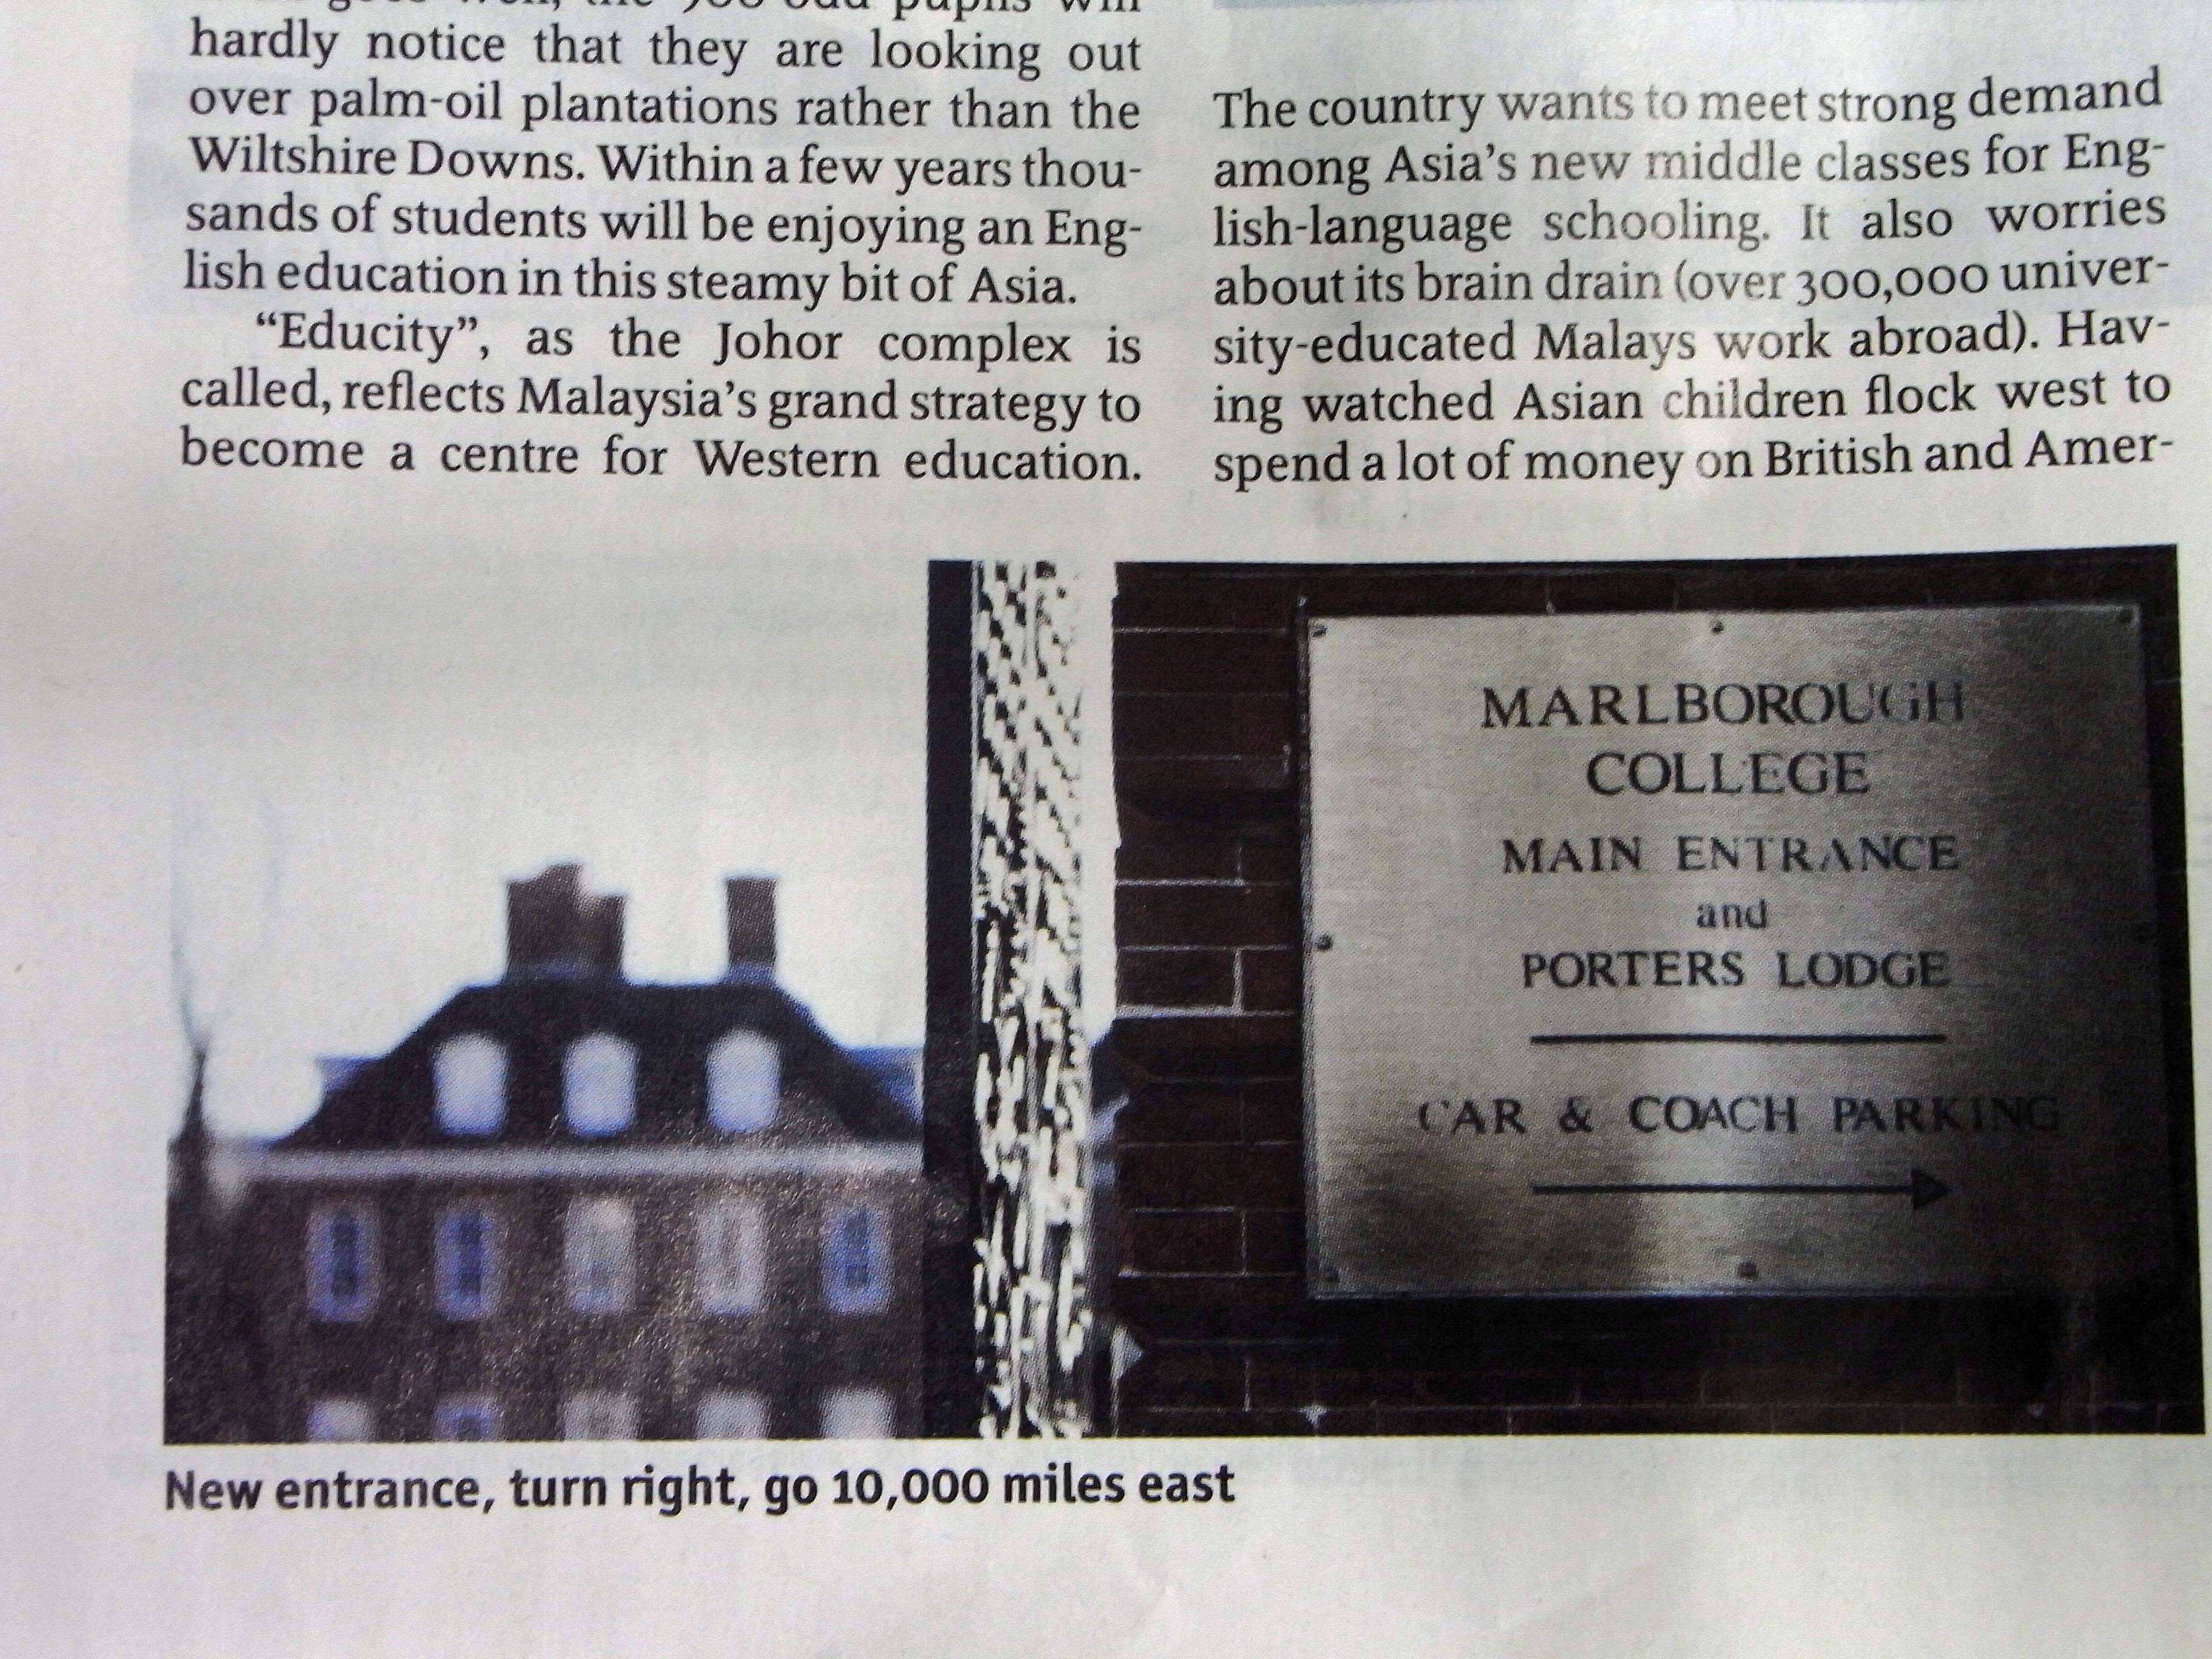 pupils will
hardly notice that they are looking out
over palm-oil plantations rather than the
Wiltshire Downs. Within a few years thou-
sands of students will be enjoying an Eng-
lish education in this steamy bit of Asia.
“Educity”, as the Johor complex is
called, reflects Malaysia’s grand strategy to
become a centre for Western education.
The country wants to meet strong demand
among Asia’s new middle classes for Eng-
lish-language schooling. It also worries
about its brain drain (over 300,000 univer-
sity-educated Malays work abroad). Hav-
ing watched Asian children flock west to
spend a lot of money on British and Amer-
MARLBOROUGH
COLLEGE
MAIN ENTRANCE
and
PORTERS LODGE
CAR & COACH PARKING
New entrance, turn right, go 10,000 miles east